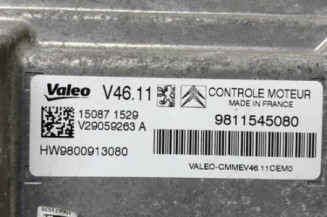 Valeo V46.11 CONTROLE MOTEUR
MADE IN FRANCE
15087 1529
V29059263 A
9811545080
HW9800913080
VALEO-CMMEV46.11CEM0